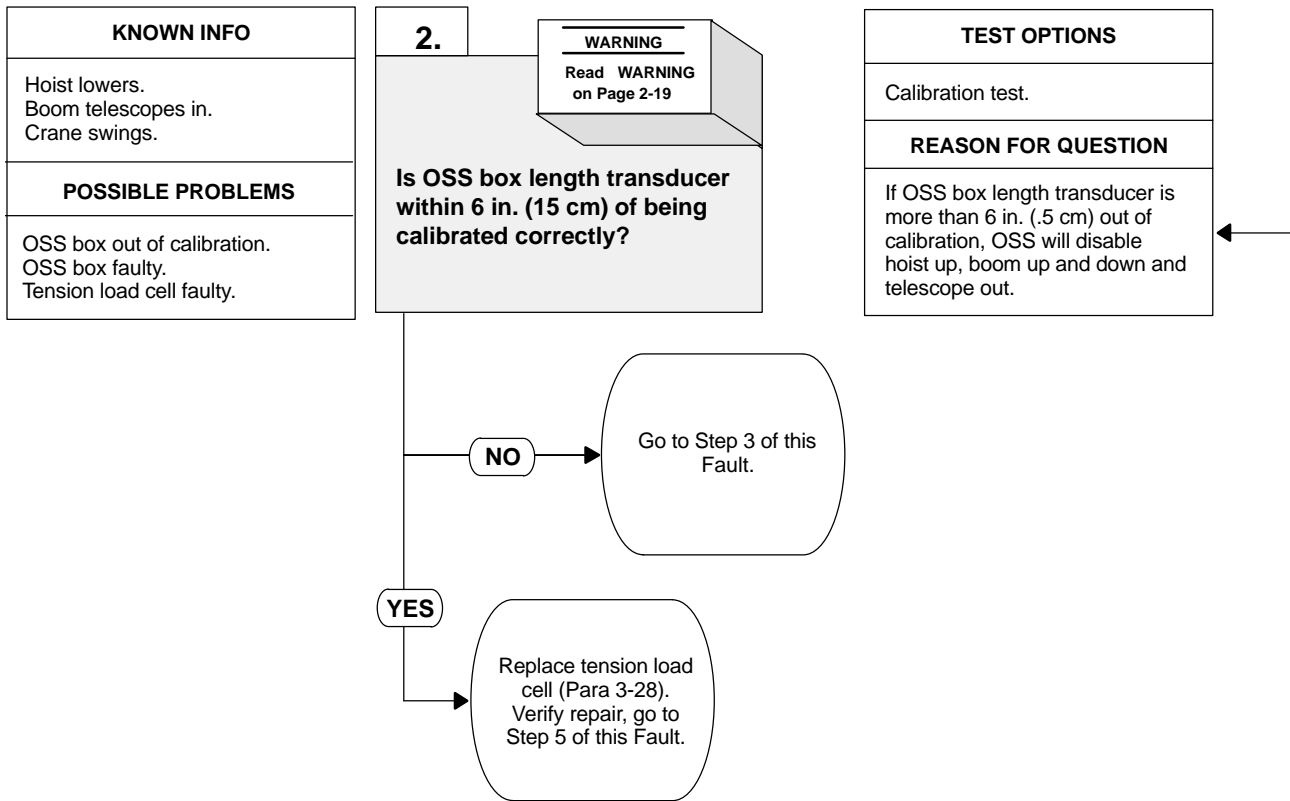 KNOWN INFO
Hoist lowers.
Boom telescopes in.
Crane swings.
POSSIBLE PROBLEMS
OSS box out of calibration.
OSS box faulty.
Tension load cell faulty.
2.
WARNING
Read WARNING
on Page 2-19
Is OSS box length transducer
within 6 in. (15 cm) of being
calibrated correctly?
TEST OPTIONS
Calibration test.
REASON FOR QUESTION
If OSS box length transducer is
more than 6 in. (.5 cm) out of
calibration, OSS will disable
hoist up, boom up and down and
telescope out.
NO
Go to Step 3 of this
Fault.
YES
Replace tension load
cell (Para 3-28).
Verify repair, go to
Step 5 of this Fault.